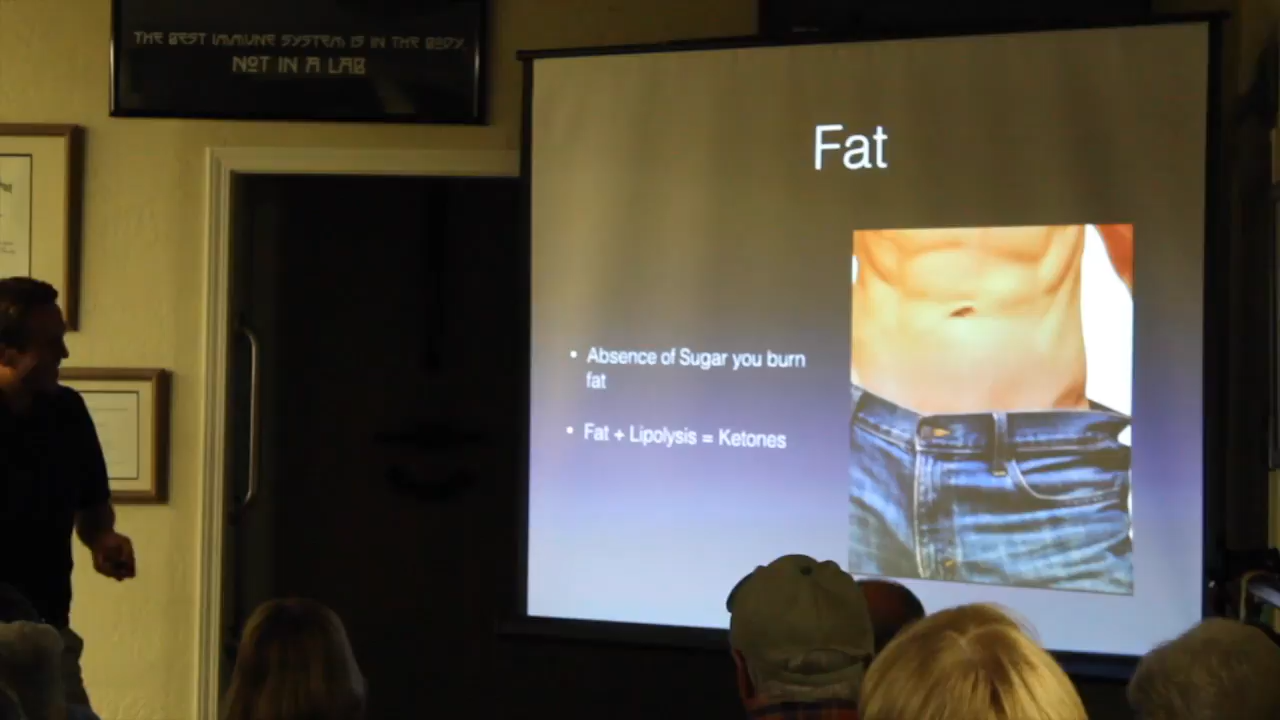 THE BEST IMMUNE SYSTEM IS IN THE BODY
NOT IN A LAB
Fat
• Absence of Sugar you burn
fat
• Fat + Lipolysis = Ketones